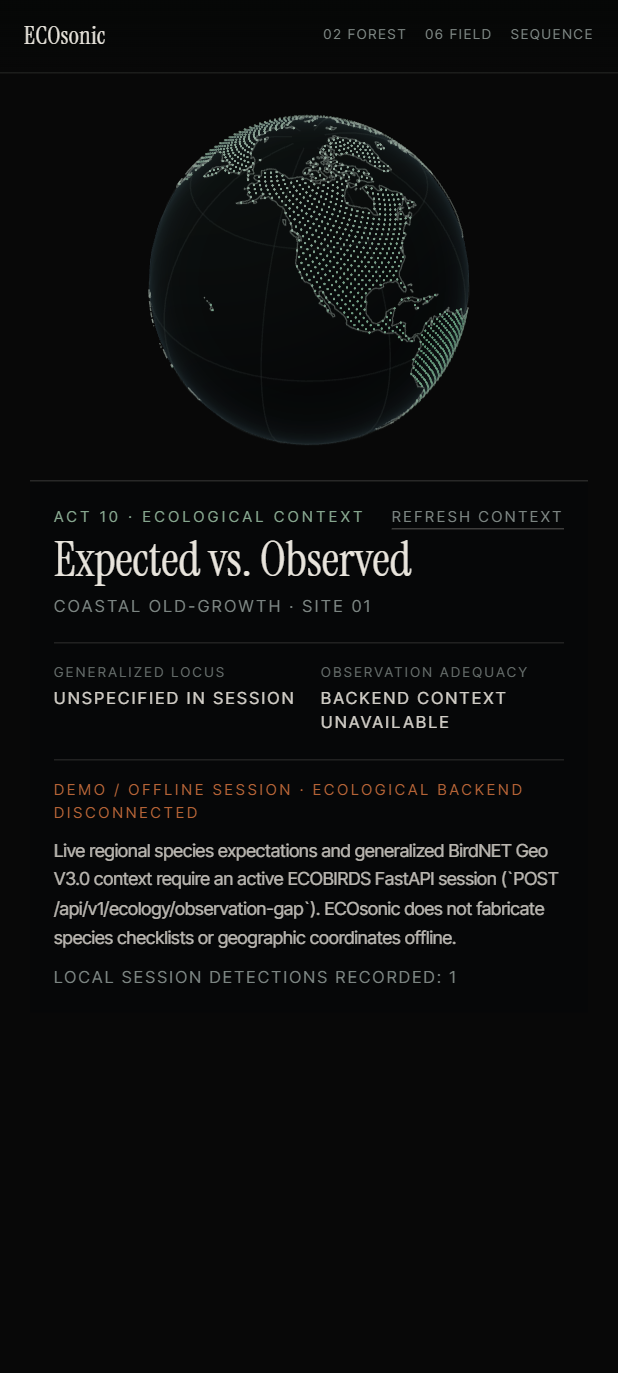 ECOsonic
02 FOREST 06 FIELD SEQUENCE
ACT 10 · ECOLOGICAL CONTEXT REFRESH CONTEXT
Expected vs. Observed
COASTAL OLD-GROWTH · SITE 01
GENERALIZED LOCUS
UNSPECIFIED IN SESSION
OBSERVATION ADEQUACY
BACKEND CONTEXT
UNAVAILABLE
DEMO / OFFLINE SESSION · ECOLOGICAL BACKEND
DISCONNECTED
Live regional species expectations and generalized BirdNET Geo
V3.0 context require an active ECOBIRDS FastAPI session (`POST
/api/v1/ecology/observation-gap`). ECOsonic does not fabricate
species checklists or geographic coordinates offline.
LOCAL SESSION DETECTIONS RECORDED: 1